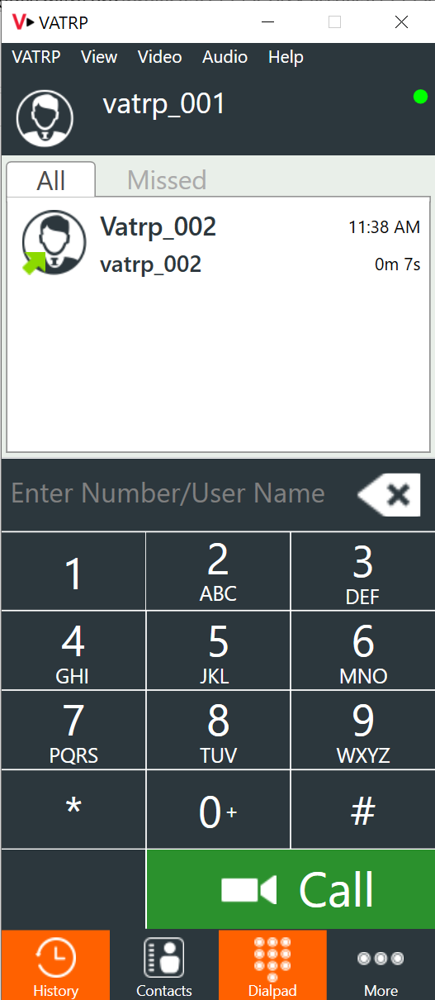 VATRP
VATRP View Video Audio Help
vatrp_001
All Missed
Vatrp_002 11:38 AM
vatrp_002 0m 7s
Enter Number/User Name
1 2 3
ABC DEF
4 5 6
GHI JKL MNO
7 8 9
PQRS TUV WXYZ
* 0 + #
Call
History Contacts Dialpad More